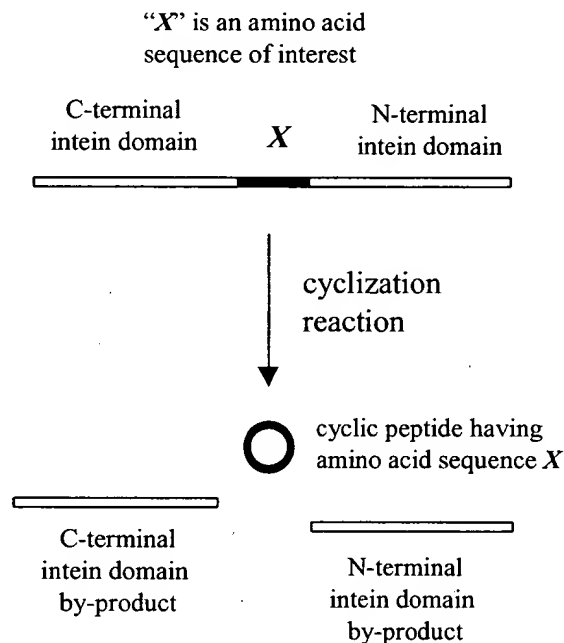 “X” is an amino acid
sequence of interest
C-terminal
intein domain
X
N-terminal
intein domain
cyclization
reaction
cyclic peptide having
amino acid sequence X
C-terminal
intein domain
by-product
N-terminal
intein domain
by-product